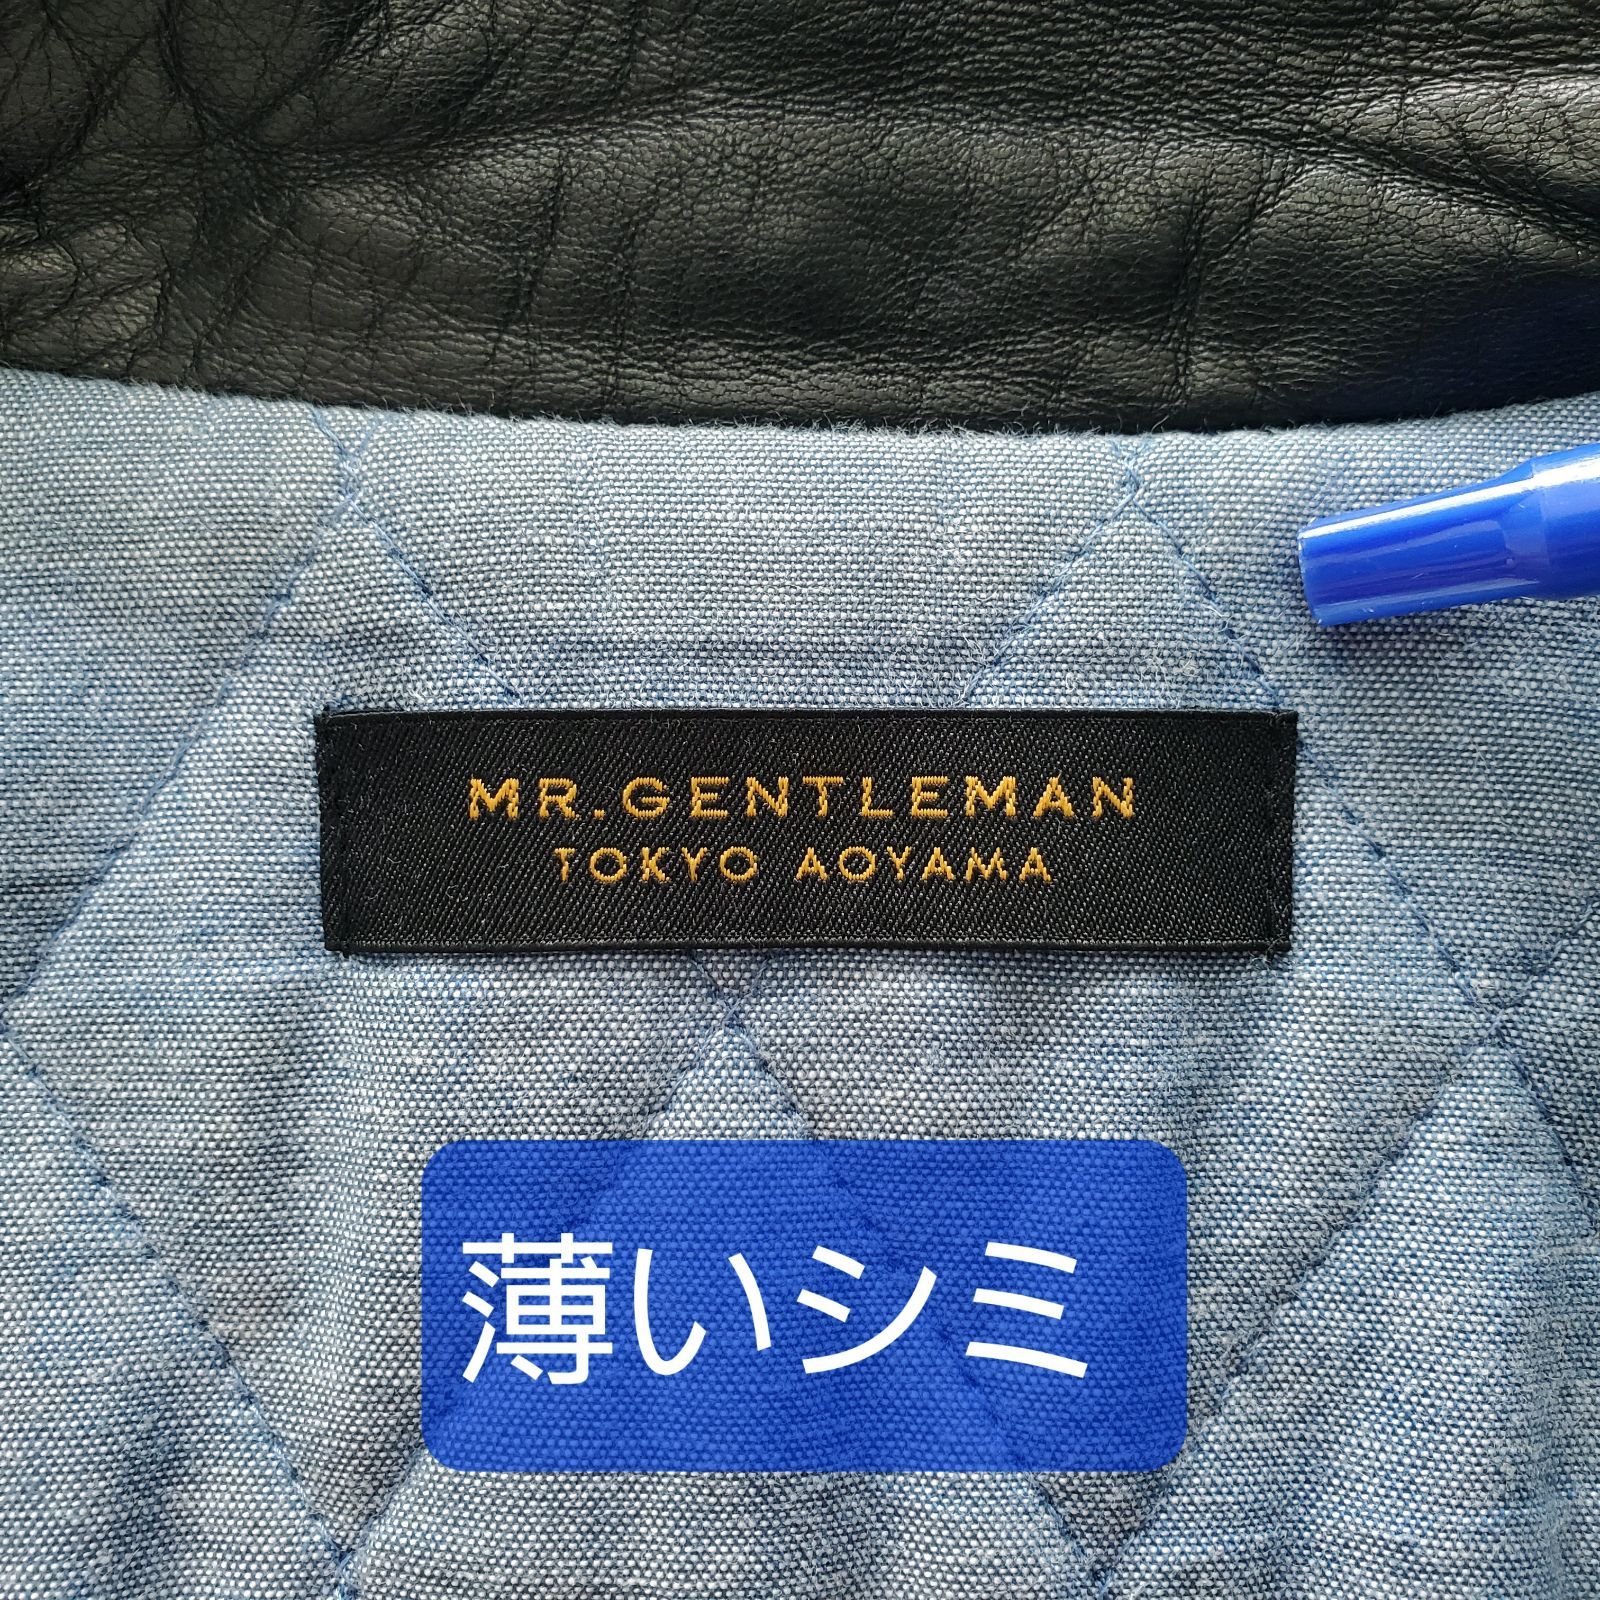 MR.GENTLEMAN
TOKYO AOYAMA
薄いシミ